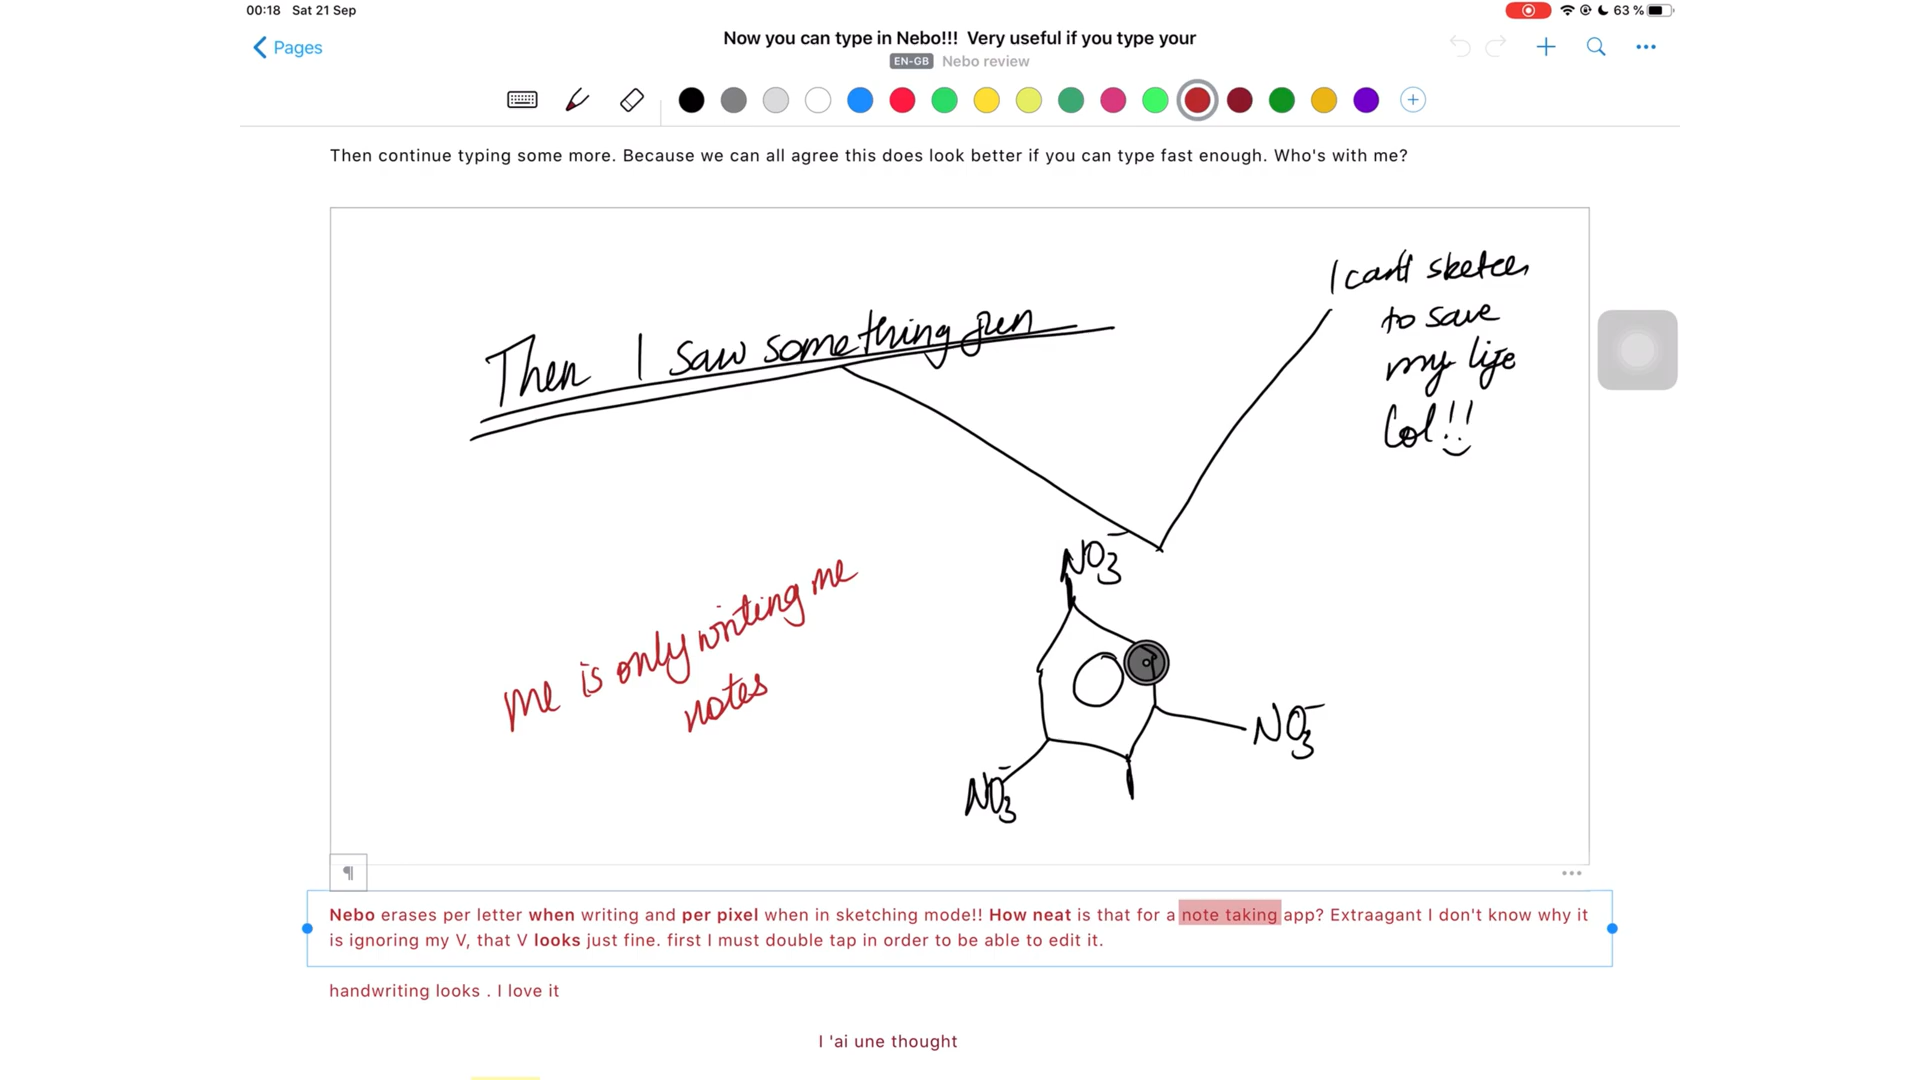 00:18 Sat 21 Sep
63 %
Pages
Now you can type in Nebo!!! Very useful if you type your
EN-GB Nebo review
Then continue typing some more. Because we can all agree this does look better if you can type fast enough. Who's with me?
Then I saw something fun
I can't sketch
to save
my life
Lol!!
NO3-
me is only writing me
notes
NO3-
NO3-
Nebo erases per letter when writing and per pixel when in sketching mode!! How neat is that for a note taking app? Extraagant I don't know why it
is ignoring my V, that V looks just fine. first I must double tap in order to be able to edit it.
handwriting looks . I love it
I 'ai une thought